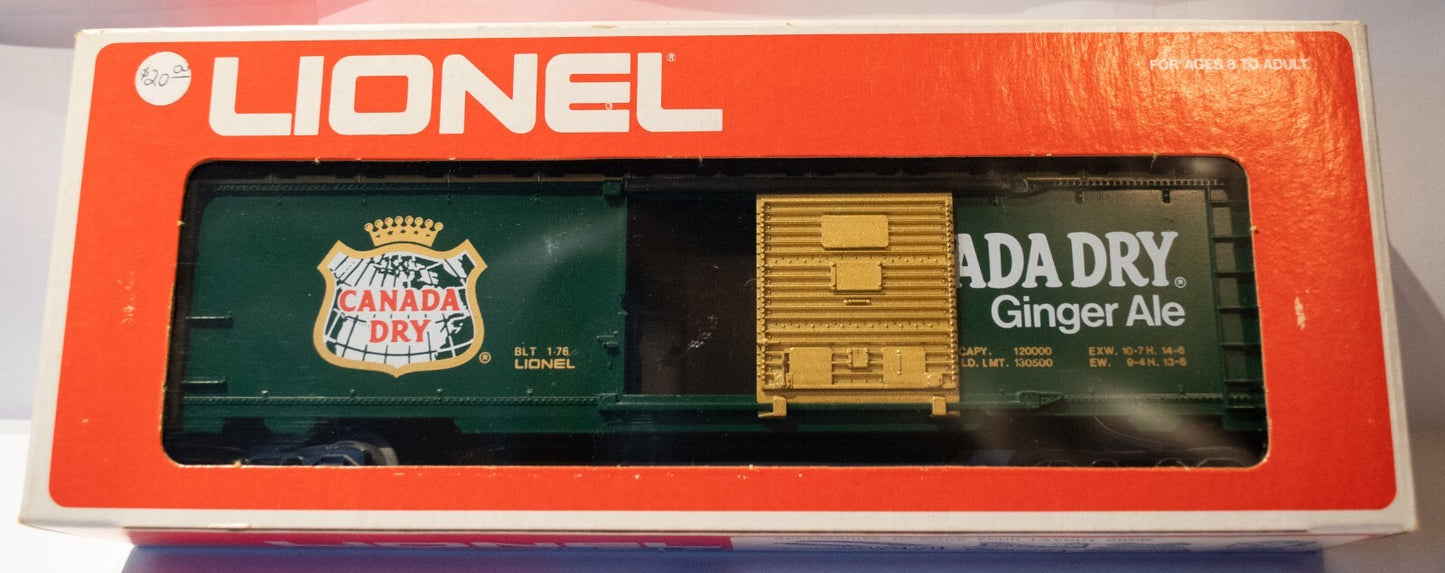 $20.00
LIONEL®
FOR AGES 8 TO ADULT
CANADA
DRY
®
BLT 1-76
LIONEL
ADA DRY®
Ginger Ale
CAPY. 120000 EXW. 10-7 H. 14-6
LD. LMT. 130500 EW. 9-4 H. 13-6
LIONEL